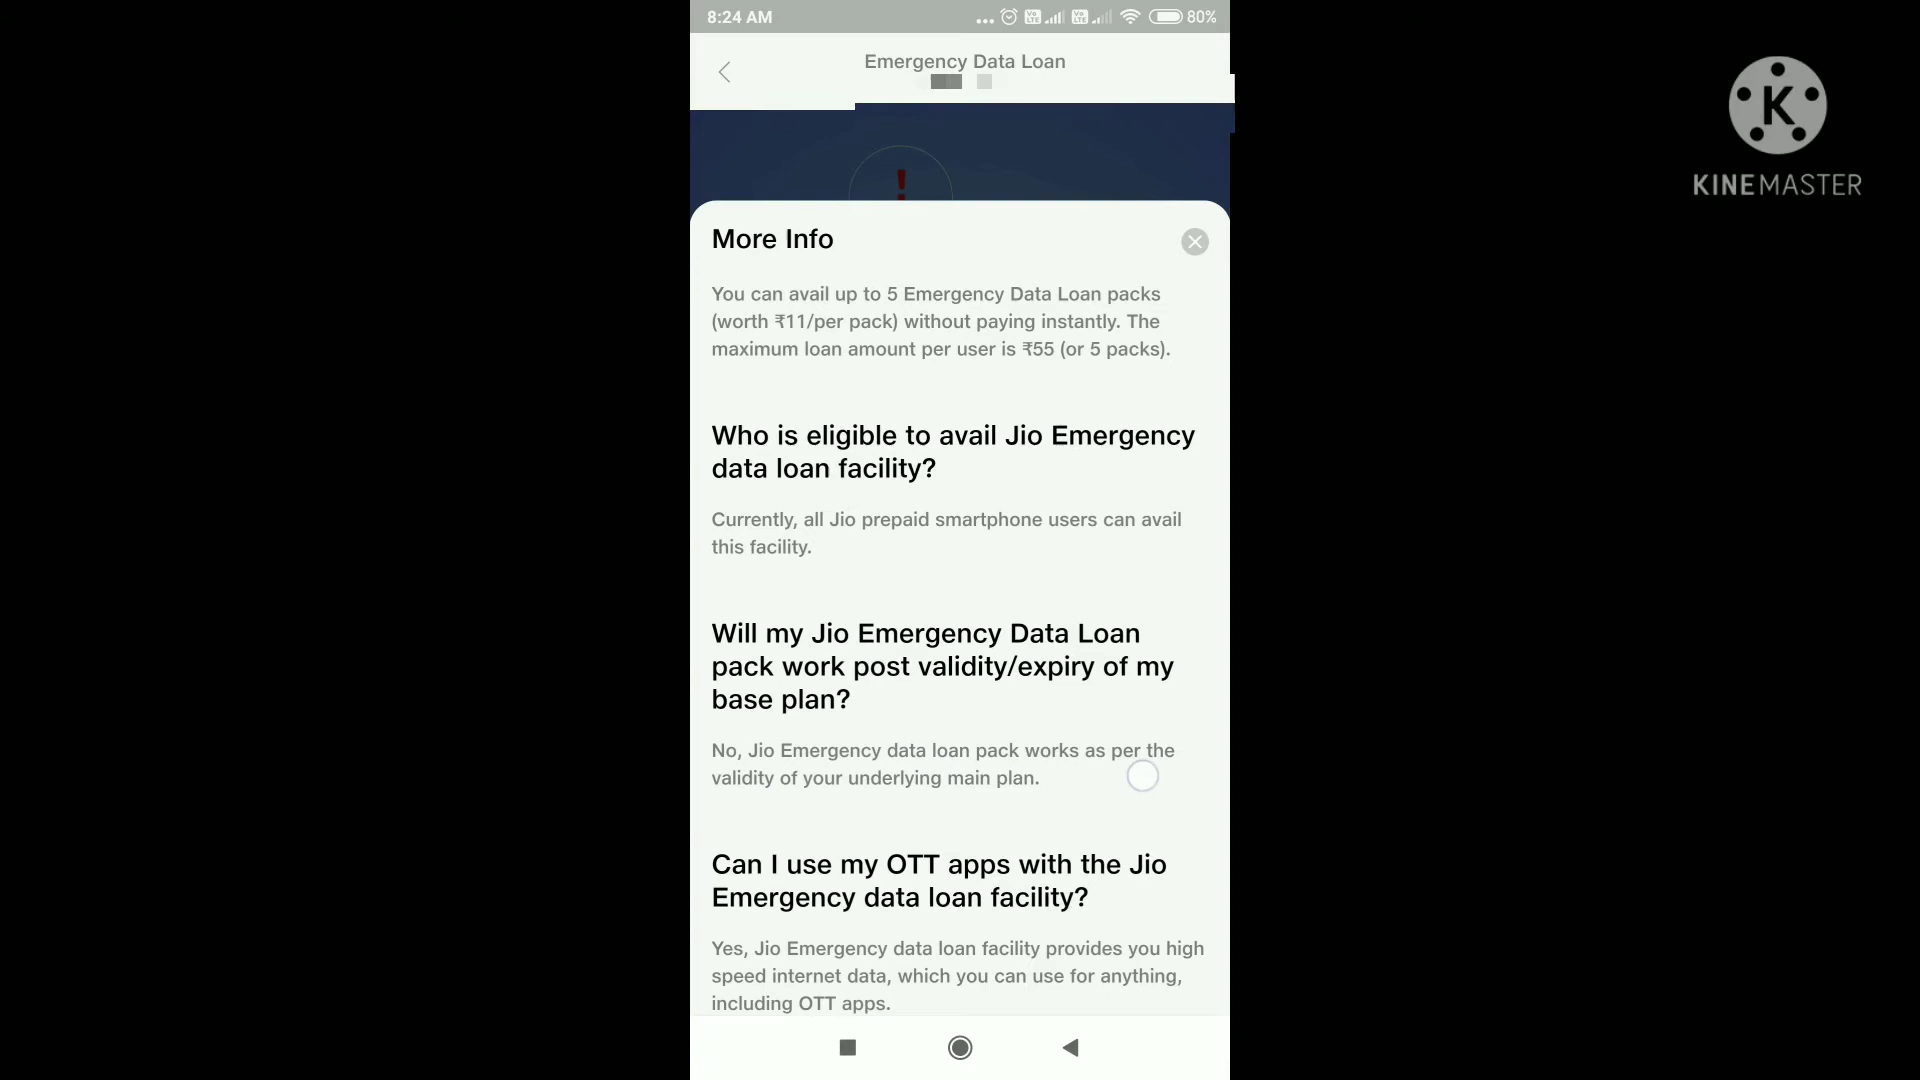 8:24 AM
Vo LTE
Vo LTE
80%
Emergency Data Loan
K
KINEMASTER
!
More Info
You can avail up to 5 Emergency Data Loan packs
(worth ₹11/per pack) without paying instantly. The
maximum loan amount per user is ₹55 (or 5 packs).
Who is eligible to avail Jio Emergency
data loan facility?
Currently, all Jio prepaid smartphone users can avail
this facility.
Will my Jio Emergency Data Loan
pack work post validity/expiry of my
base plan?
No, Jio Emergency data loan pack works as per the
validity of your underlying main plan.
Can I use my OTT apps with the Jio
Emergency data loan facility?
Yes, Jio Emergency data loan facility provides you high
speed internet data, which you can use for anything,
including OTT apps.